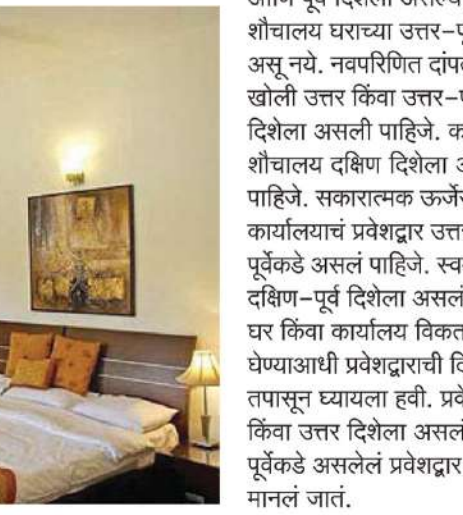 शौचालय घराच्या उत्तर-पू
असू नये. नवपरिणित दांपत
खोली उत्तर किंवा उत्तर-प
दिशेला असली पाहिजे. क
शौचालय दक्षिण दिशेला अ
पाहिजे. सकारात्मक ऊर्जेस
कार्यालयाचं प्रवेशद्वार उत्त
पूर्वेकडे असलं पाहिजे. स्व
दक्षिण-पूर्व दिशेला असलं
घर किंवा कार्यालय विकत
घेण्याआधी प्रवेशद्वाराची दि
तपासून घ्यायला हवी. प्रवे
किंवा उत्तर दिशेला असलं
पूर्वेकडे असलेलं प्रवेशद्वार
मानलं जातं.